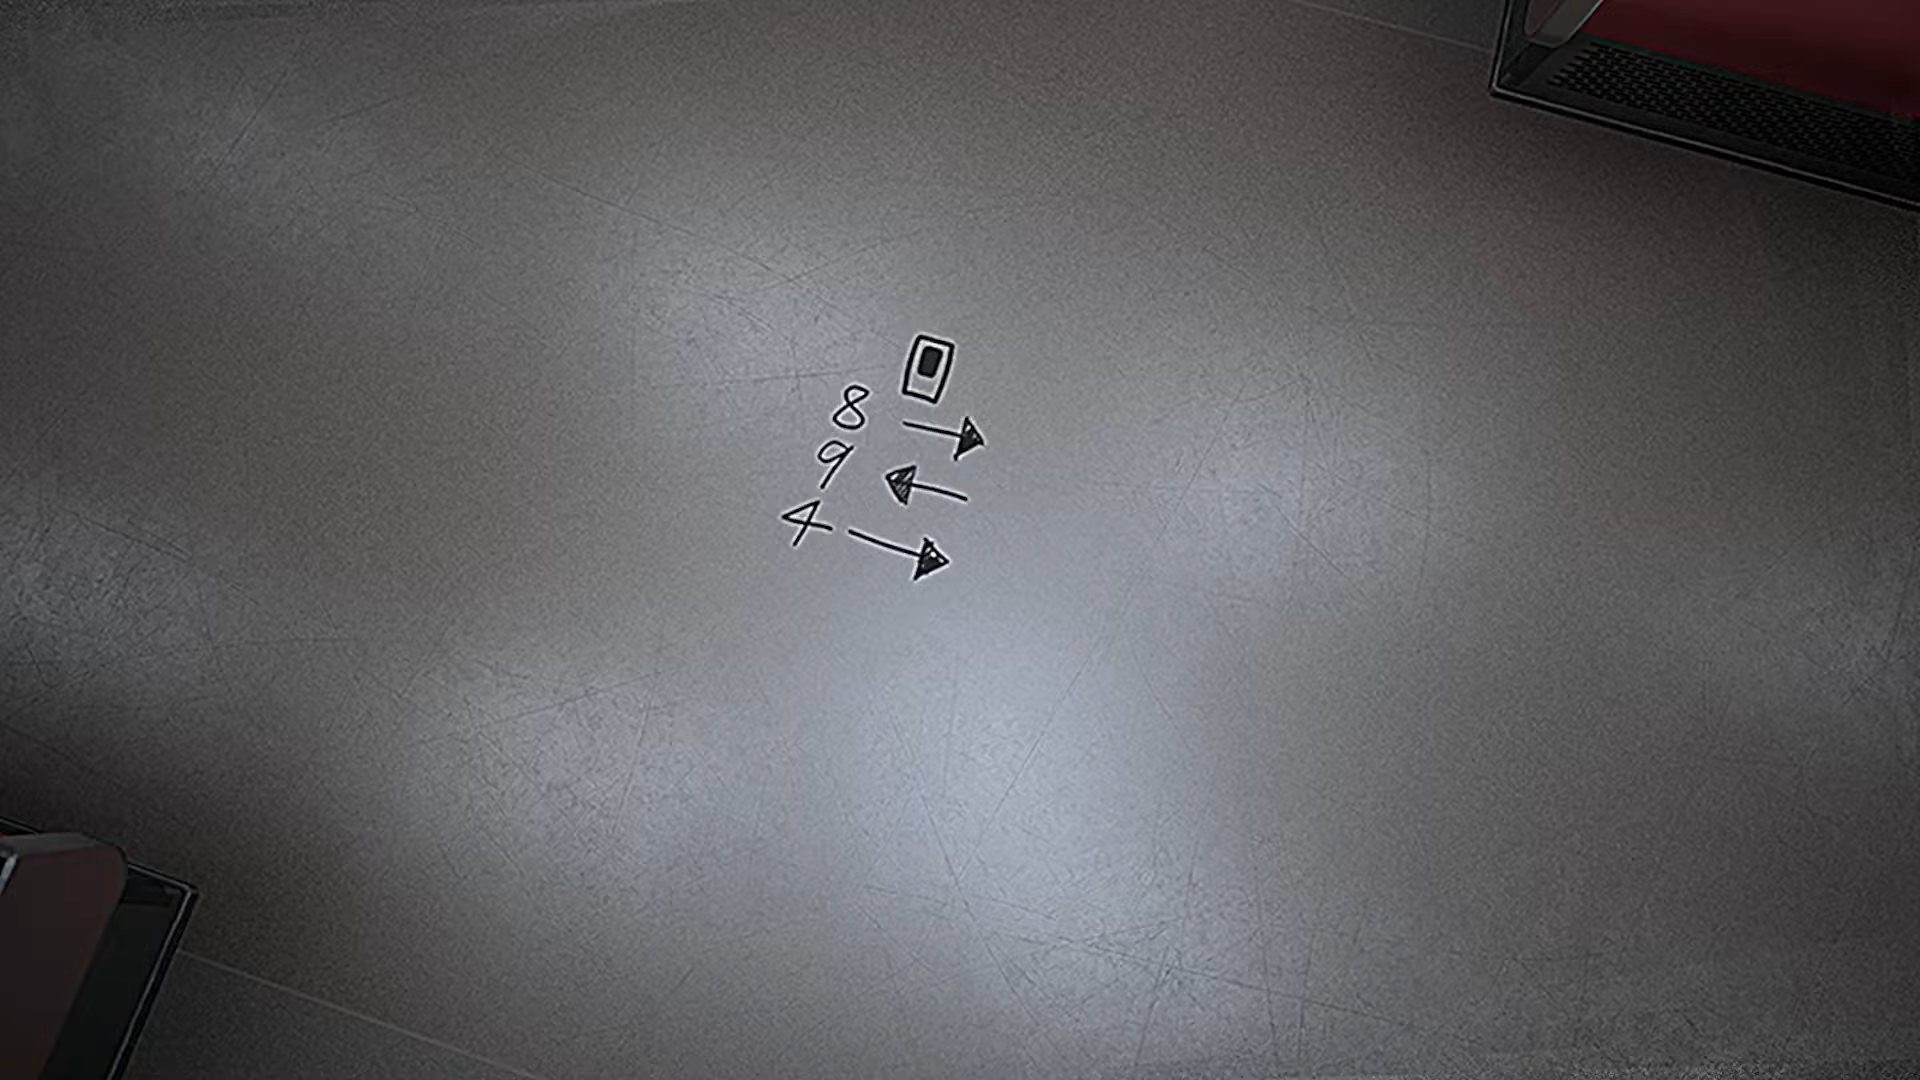 8 →
9 ←
4 →